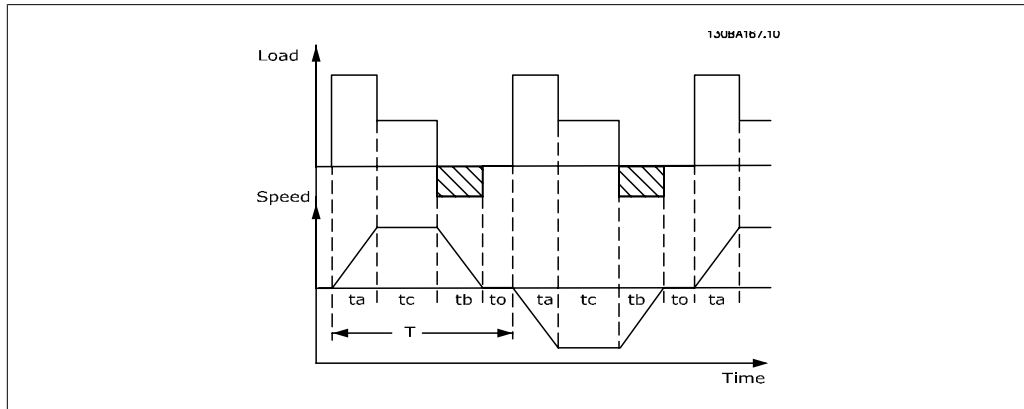 130BA167.10
Load
Speed
ta tc tb to ta tc tb to ta
T
Time